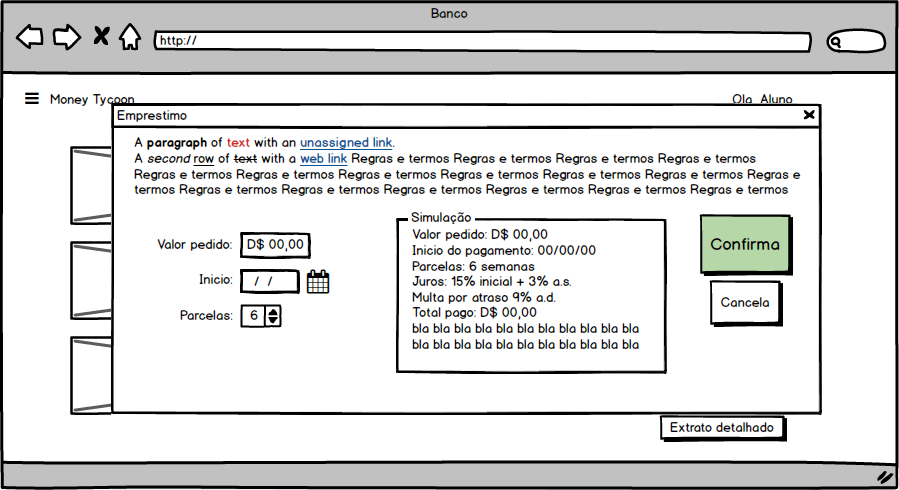 Banco
http://
Money Tycoon
Ola, Aluno
Emprestimo
A paragraph of text with an unassigned link.
A second row of text with a web link Regras e termos Regras e termos Regras e termos Regras e termos
Regras e termos Regras e termos Regras e termos Regras e termos Regras e termos Regras e termos Regras e
termos Regras e termos Regras e termos Regras e termos Regras e termos Regras e termos Regras e termos
Valor pedido: D$ 00,00
Inicio: / /
Parcelas: 6
Simulação
Valor pedido: D$ 00,00
Inicio do pagamento: 00/00/00
Parcelas: 6 semanas
Juros: 15% inicial + 3% a.s.
Multa por atraso 9% a.d.
Total pago: D$ 00,00
bla bla bla bla bla bla bla bla bla bla bla
bla bla bla bla bla bla bla bla bla bla bla
Confirma
Cancela
Extrato detalhado